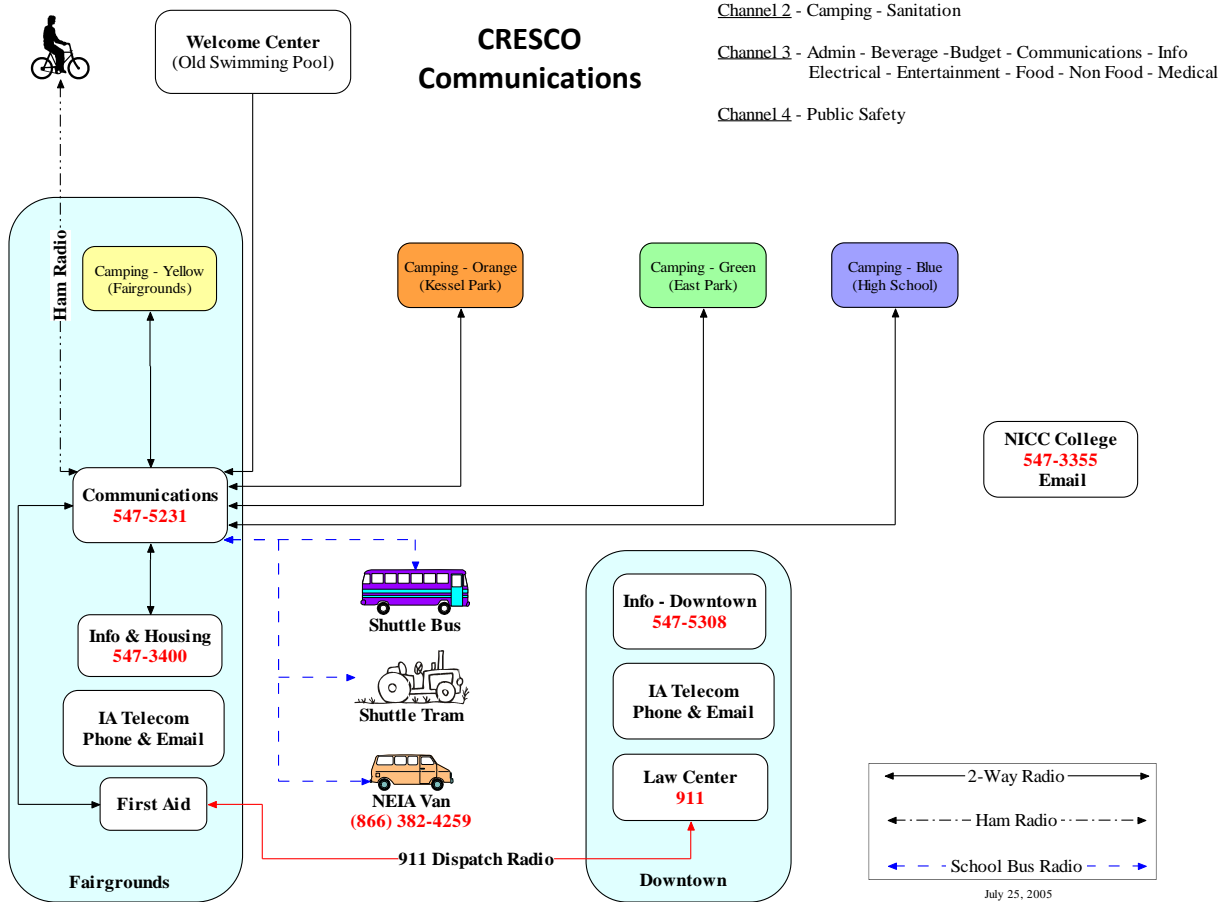 Channel 2 - Camping - Sanitation
CRESCO
Communications
Welcome Center
(Old Swimming Pool)
Channel 3 - Admin - Beverage -Budget - Communications - Info
Electrical - Entertainment - Food - Non Food - Medical
Channel 4 - Public Safety
Ham Radio
Camping - Yellow
(Fairgrounds)
Camping - Orange
(Kessel Park)
Camping - Green
(East Park)
Camping - Blue
(High School)
NICC College
547-3355
Email
Communications
547-5231
Info & Housing
547-3400
IA Telecom
Phone & Email
First Aid
Fairgrounds
Shuttle Bus
Shuttle Tram
NEIA Van
(866) 382-4259
911 Dispatch Radio
Info - Downtown
547-5308
IA Telecom
Phone & Email
Law Center
911
Downtown
2-Way Radio
Ham Radio
School Bus Radio
July 25, 2005